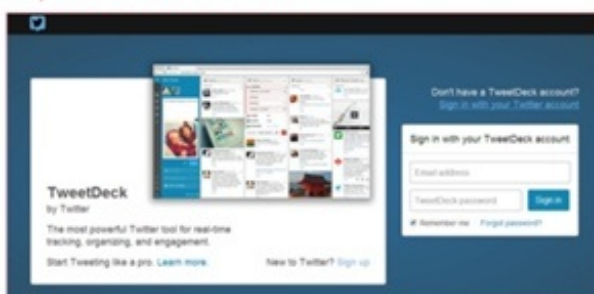 TweetDeck
by Twitter
The most powerful Twitter tool for real-time
tracking, organizing, and engagement.
Start Tweeting like a pro. Learn more.
New to Twitter? Sign up
Don't have a TweetDeck account?
Sign in with your Twitter account
Sign in with your TweetDeck account
Email address
TweetDeck password
Sign in
Remember me
Forgot password?